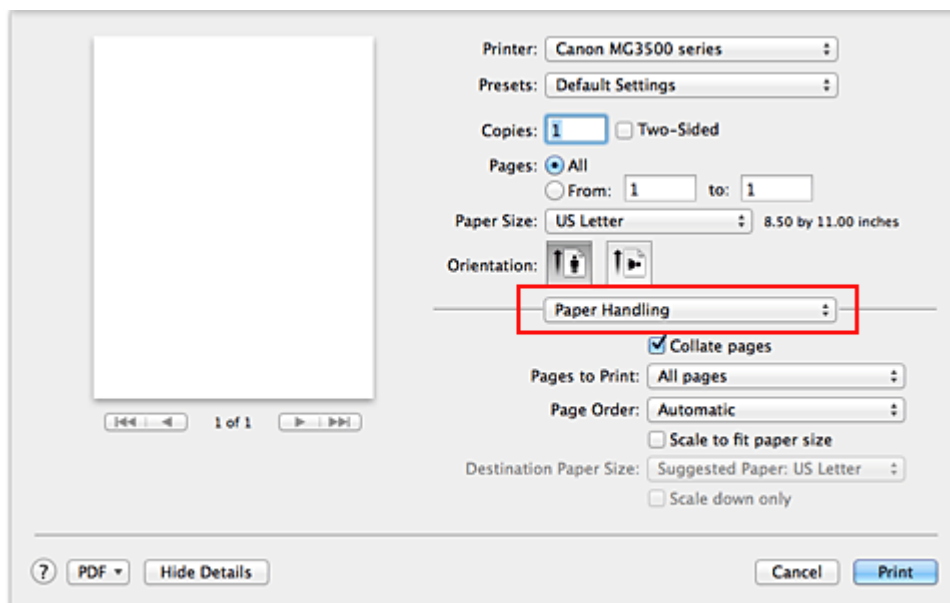 Printer: Canon MG3500 series
Presets: Default Settings
Copies: 1 Two-Sided
Pages: All
From: 1 to: 1
Paper Size: US Letter 8.50 by 11.00 inches
Orientation:
Paper Handling
Collate pages
Pages to Print: All pages
Page Order: Automatic
Scale to fit paper size
Destination Paper Size: Suggested Paper: US Letter
Scale down only
1 of 1
? PDF Hide Details Cancel Print